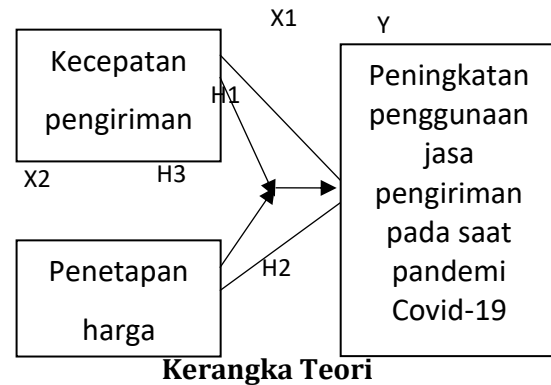 X1
Y
Kecepatan
pengiriman
H1
X2
H3
Penetapan
harga
H2
Peningkatan
penggunaan
jasa
pengiriman
pada saat
pandemi
Covid-19
Kerangka Teori